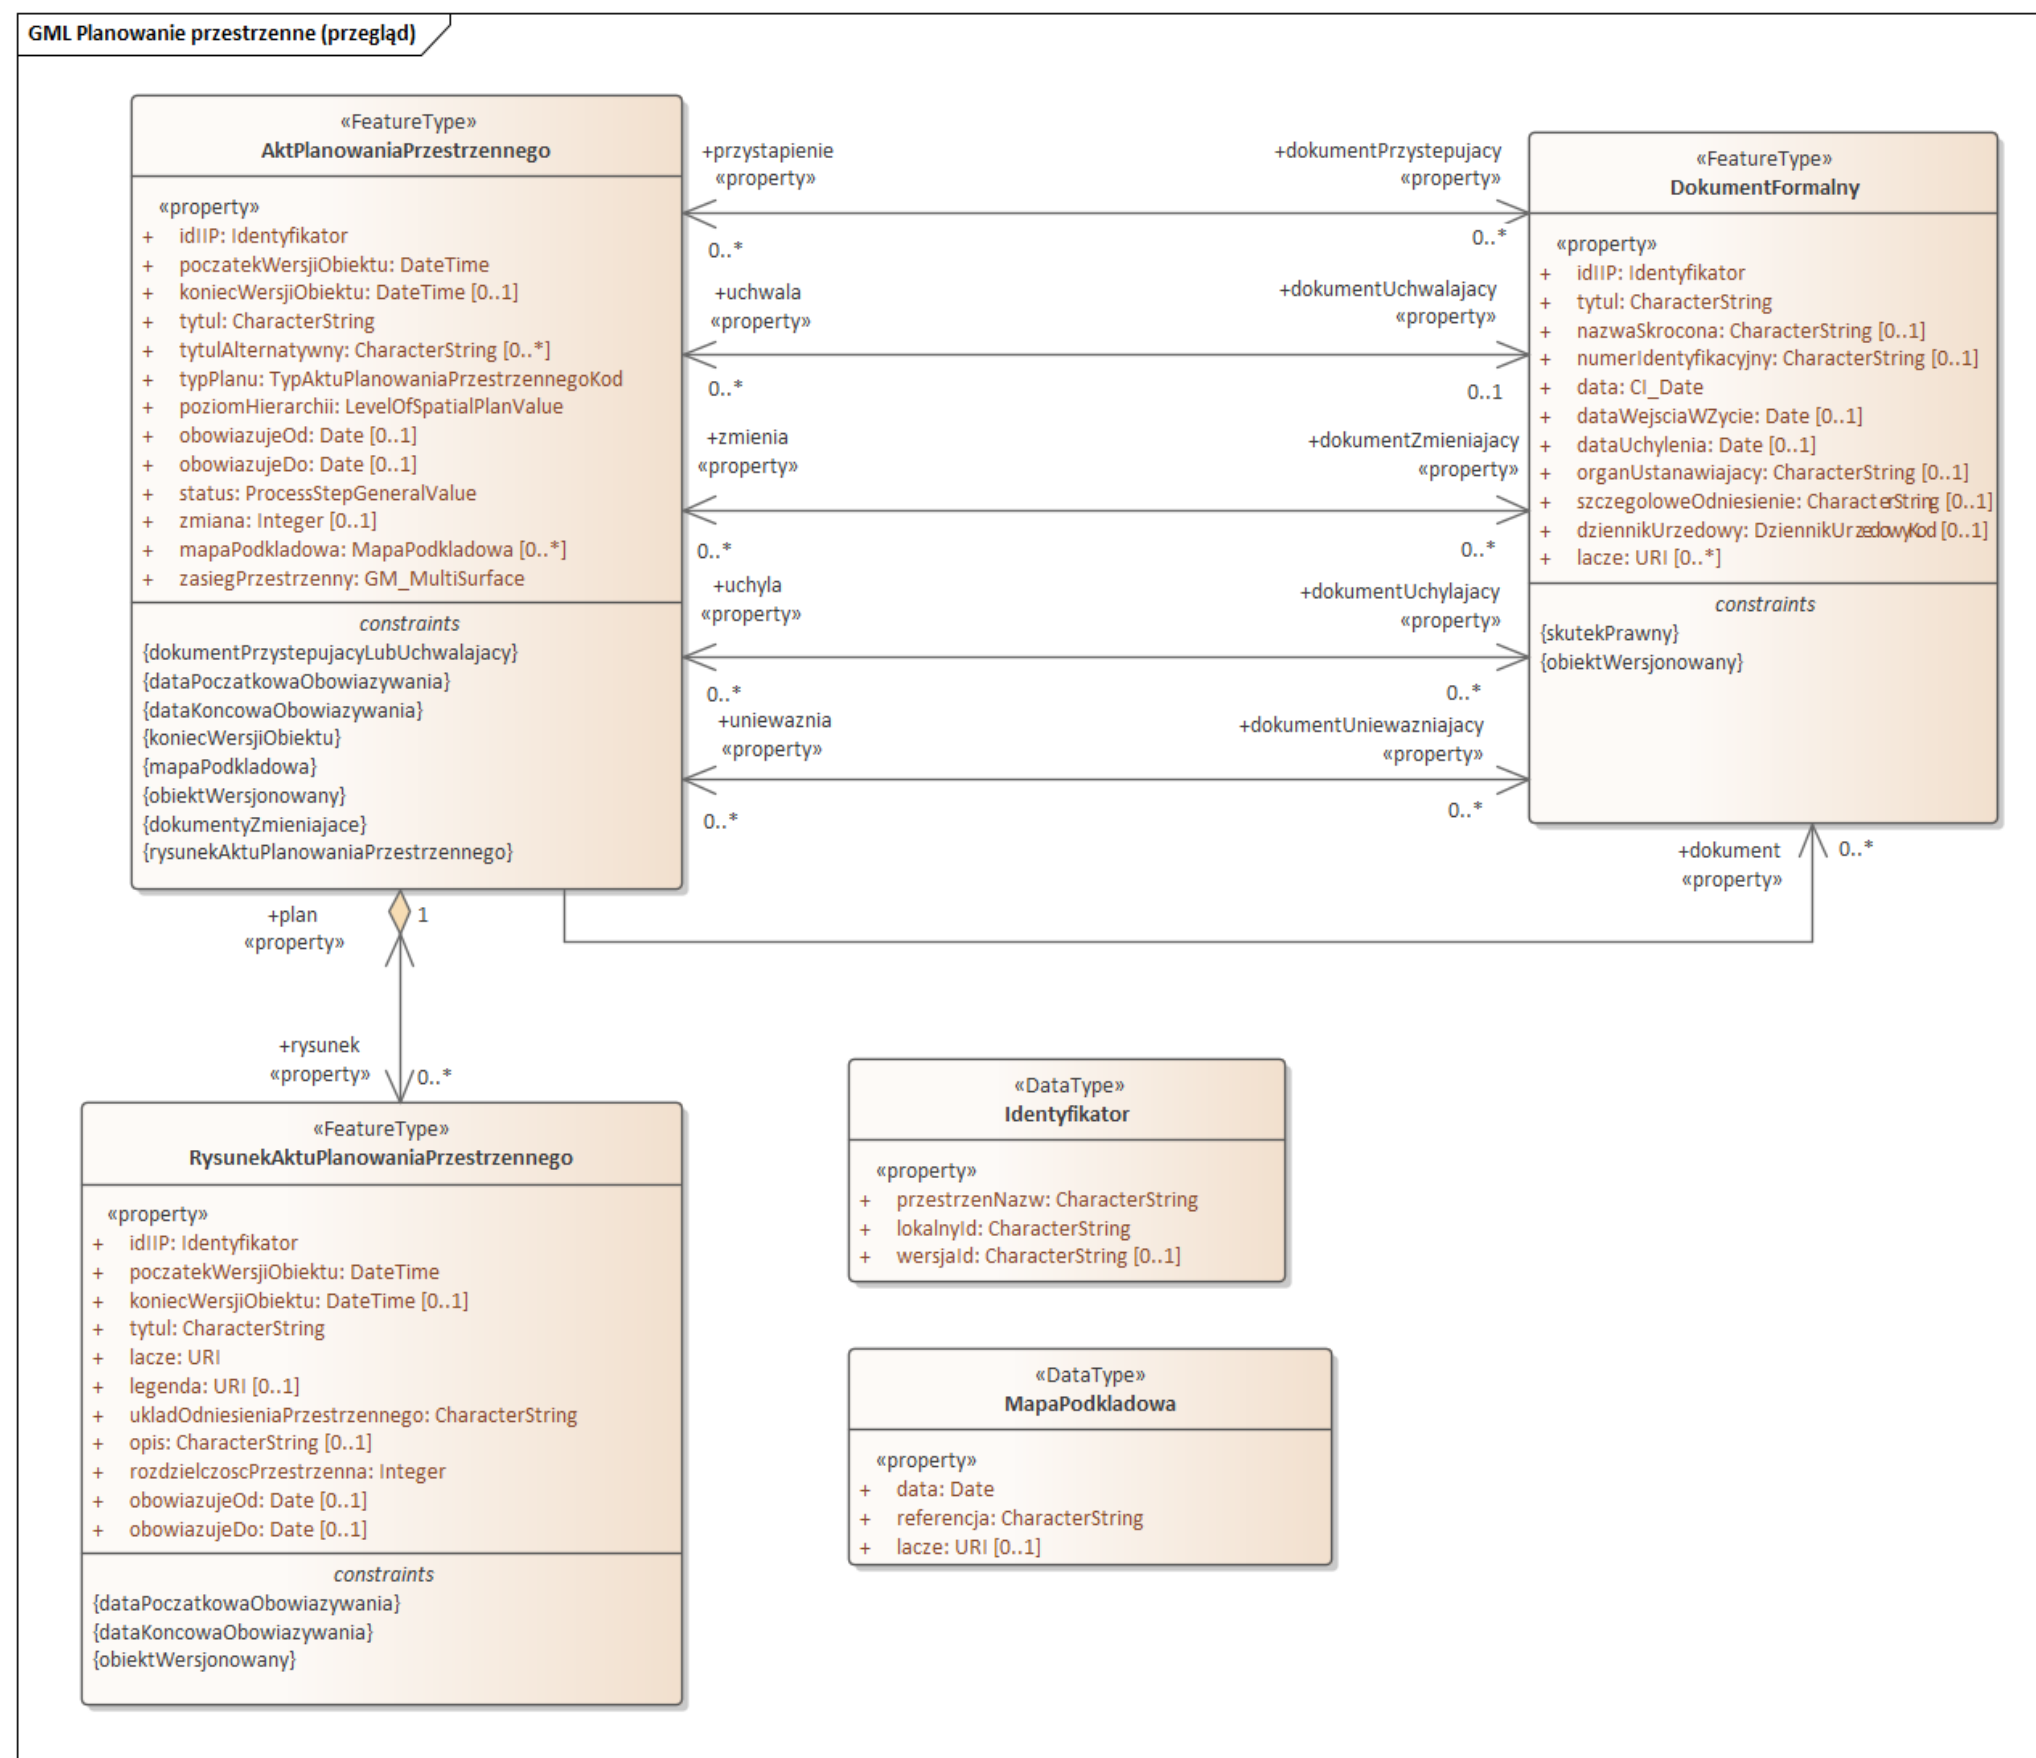 GML Planowanie przestrzenne (przegląd)
«FeatureType»
AktPlanowaniaPrzestrzennego
«property»
+ idIIP: Identyfikator
+ poczatekWersjiObiektu: DateTime
+ koniecWersjiObiektu: DateTime [0..1]
+ tytul: CharacterString
+ tytulAlternatywny: CharacterString [0..*]
+ typPlanu: TypAktuPlanowaniaPrzestrzennegoKod
+ poziomHierarchii: LevelOfSpatialPlanValue
+ obowiazujeOd: Date [0..1]
+ obowiazujeDo: Date [0..1]
+ status: ProcessStepGeneralValue
+ zmiana: Integer [0..1]
+ mapaPodkladowa: MapaPodkladowa [0..*]
+ zasiegPrzestrzenny: GM_MultiSurface
constraints
{dokumentPrzystepujacyLubUchwalajacy}
{dataPoczatkowaObowiazywania}
{dataKoncowaObowiazywania}
{koniecWersjiObiektu}
{mapaPodkladowa}
{obiektWersjonowany}
{dokumentyZmieniajace}
{rysunekAktuPlanowaniaPrzestrzennego}
+przystapienie
«property»
0..*
+dokumentPrzystepujacy
«property»
0..*
+uchwala
«property»
0..*
+dokumentUchwalajacy
«property»
0..1
+zmienia
«property»
0..*
+dokumentZmieniajacy
«property»
0..*
+uchyla
«property»
0..*
+dokumentUchylajacy
«property»
0..*
+uniewaznia
«property»
0..*
+dokumentUniewazniajacy
«property»
0..*
«FeatureType»
DokumentFormalny
«property»
+ idIIP: Identyfikator
+ tytul: CharacterString
+ nazwaSkrocona: CharacterString [0..1]
+ numerIdentyfikacyjny: CharacterString [0..1]
+ data: CI_Date
+ dataWejsciaWZycie: Date [0..1]
+ dataUchylenia: Date [0..1]
+ organUstanawiajacy: CharacterString [0..1]
+ szczegoloweOdniesienie: CharacterString [0..1]
+ dziennikUrzedowy: DziennikUrzedowyKod [0..1]
+ lacze: URI [0..*]
constraints
{skutekPrawny}
{obiektWersjonowany}
+dokument
«property»
0..*
+plan
«property»
1
+rysunek
«property»
0..*
«FeatureType»
RysunekAktuPlanowaniaPrzestrzennego
«property»
+ idIIP: Identyfikator
+ poczatekWersjiObiektu: DateTime
+ koniecWersjiObiektu: DateTime [0..1]
+ tytul: CharacterString
+ lacze: URI
+ legenda: URI [0..1]
+ ukladOdniesieniaPrzestrzennego: CharacterString
+ opis: CharacterString [0..1]
+ rozdzielczoscPrzestrzenna: Integer
+ obowiazujeOd: Date [0..1]
+ obowiazujeDo: Date [0..1]
constraints
{dataPoczatkowaObowiazywania}
{dataKoncowaObowiazywania}
{obiektWersjonowany}
«DataType»
Identyfikator
«property»
+ przestrzenNazw: CharacterString
+ lokalnyId: CharacterString
+ wersjaId: CharacterString [0..1]
«DataType»
MapaPodkladowa
«property»
+ data: Date
+ referencja: CharacterString
+ lacze: URI [0..1]